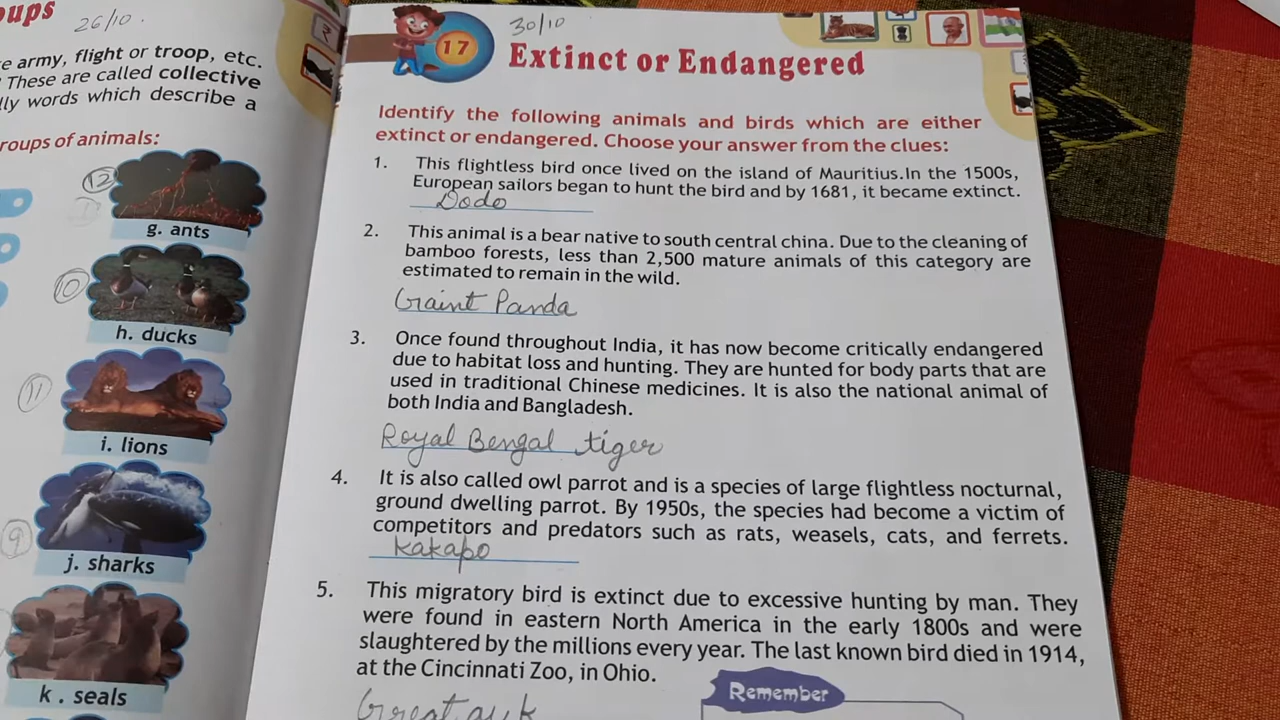 oups
26/10.
e army, flight or troop, etc.
These are called collective
lly words which describe a
roups of animals:
12
g. ants
10
h. ducks
11
i. lions
9
j. sharks
k . seals
17
30/10
Extinct or Endangered
Identify the following animals and birds which are either
extinct or endangered. Choose your answer from the clues:
1. This flightless bird once lived on the island of Mauritius.In the 1500s,
European sailors began to hunt the bird and by 1681, it became extinct.
Dodo
2. This animal is a bear native to south central china. Due to the cleaning of
bamboo forests, less than 2,500 mature animals of this category are
estimated to remain in the wild.
Graint Panda
3. Once found throughout India, it has now become critically endangered
due to habitat loss and hunting. They are hunted for body parts that are
used in traditional Chinese medicines. It is also the national animal of
both India and Bangladesh.
Royal Bengal tiger
4. It is also called owl parrot and is a species of large flightless nocturnal,
ground dwelling parrot. By 1950s, the species had become a victim of
competitors and predators such as rats, weasels, cats, and ferrets.
Kakapo
5. This migratory bird is extinct due to excessive hunting by man. They
were found in eastern North America in the early 1800s and were
slaughtered by the millions every year. The last known bird died in 1914,
at the Cincinnati Zoo, in Ohio.
Great auk
Remember